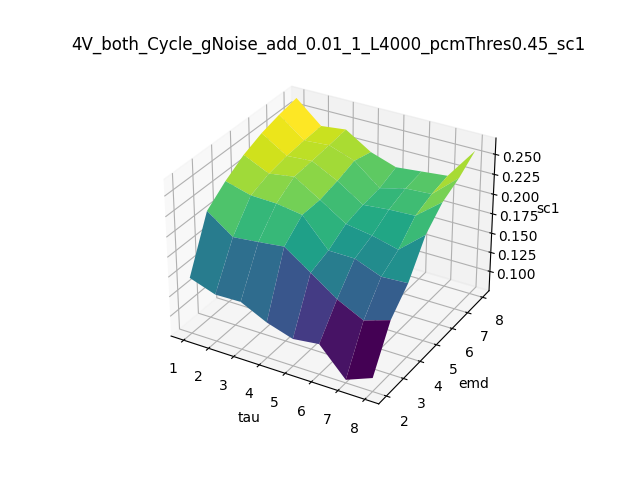 4V_both_Cycle_gNoise_add_0.01_1_L4000_pcmThres0.45_sc1
0.250
0.225
0.200
0.175
0.150
0.125
0.100
sc1
1 2 3 4 5 6 7 8
tau
2 3 4 5 6 7 8
emd